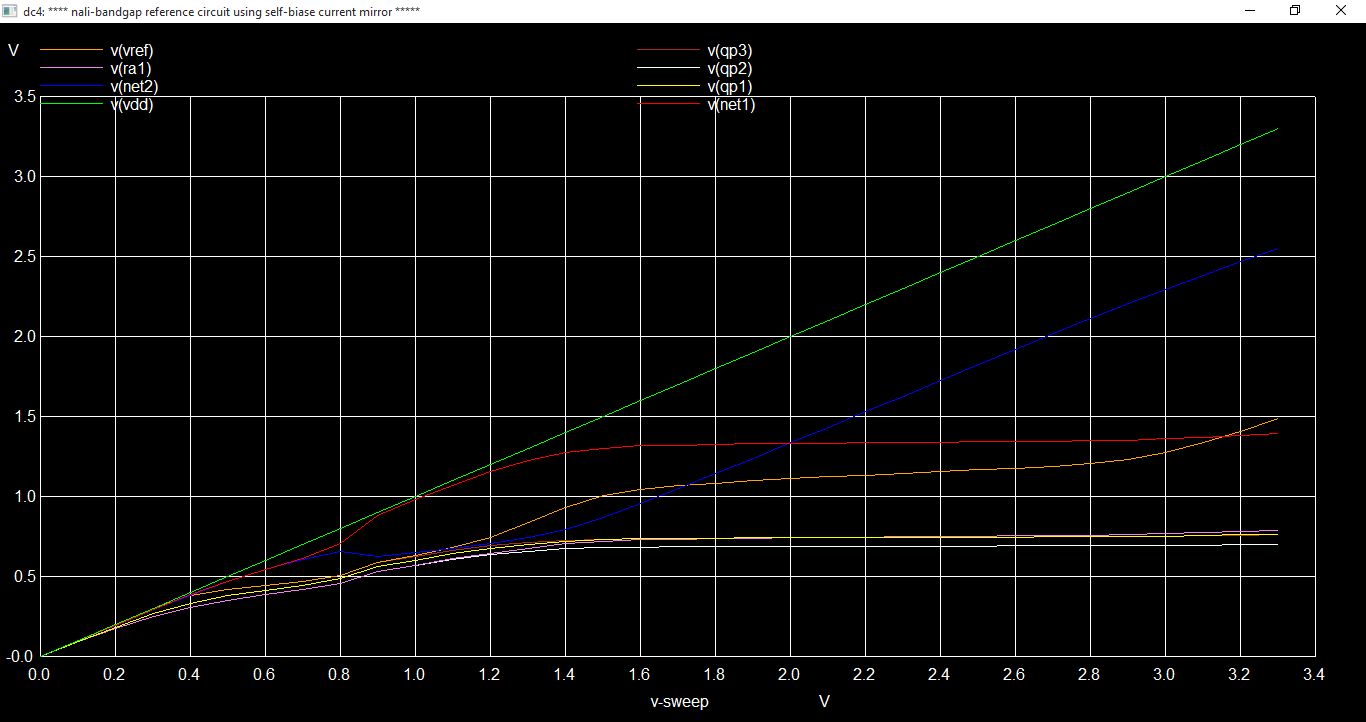 dc4: **** nali-bandgap reference circuit using self-biase current mirror *****
V
v(vref)
v(ra1)
v(net2)
v(vdd)
v(qp3)
v(qp2)
v(qp1)
v(net1)
3.5
3.0
2.5
2.0
1.5
1.0
0.5
-0.0
0.0 0.2 0.4 0.6 0.8 1.0 1.2 1.4 1.6 1.8 2.0 2.2 2.4 2.6 2.8 3.0 3.2 3.4
v-sweep V